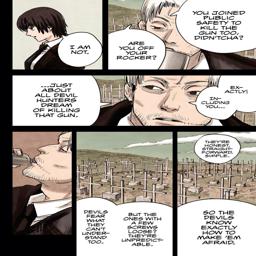 YOU JOINED
PUBLIC
SAFETY TO
KILL THE
GUN TOO,
DIDN'TCHA?
ARE
YOU OFF
YOUR
ROCKER?
I AM
NOT.
EX-
ACTLY!
IN-
CLUDING
YOU...
...JUST
ABOUT
ALL DEVIL
HUNTERS
DREAM
OF KILLING
THAT GUN.
THEY'RE
HONEST,
STRAIGHT-
FORWARD,
SIMPLE.
SO THE
DEVILS
KNOW
EXACTLY
HOW TO
MAKE 'EM
AFRAID.
BUT THE
ONES WITH
A FEW
SCREWS
LOOSE?
THEY'RE
UNPREDICT-
ABLE.
DEVILS
FEAR
WHAT
THEY
CAN'T
UNDER-
STAND
TOO.